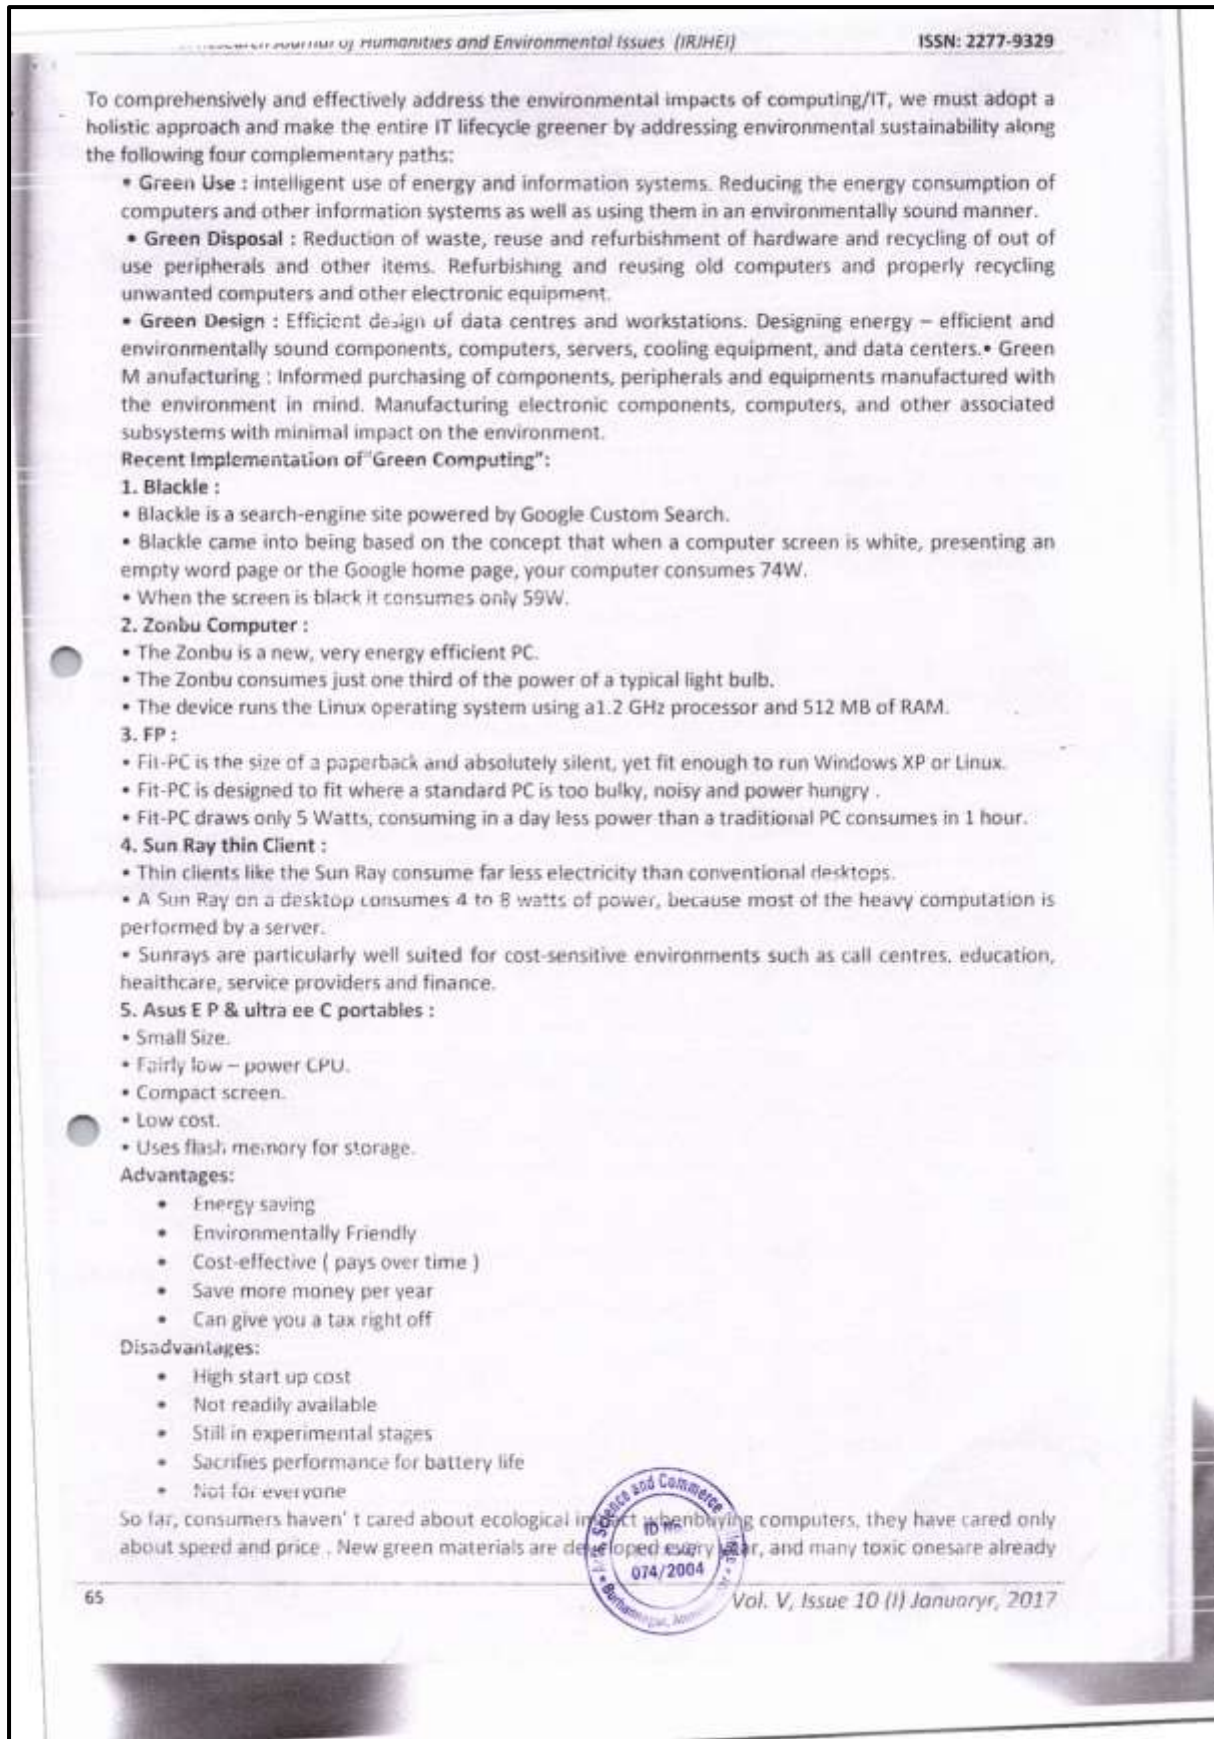 Research Journal of Humanities and Environmental Issues (IRJHEI) ISSN: 2277-9329
To comprehensively and effectively address the environmental impacts of computing/IT, we must adopt a
holistic approach and make the entire IT lifecycle greener by addressing environmental sustainability along
the following four complementary paths:
• Green Use : intelligent use of energy and information systems. Reducing the energy consumption of
computers and other information systems as well as using them in an environmentally sound manner.
• Green Disposal : Reduction of waste, reuse and refurbishment of hardware and recycling of out of
use peripherals and other items. Refurbishing and reusing old computers and properly recycling
unwanted computers and other electronic equipment.
• Green Design : Efficient design of data centres and workstations. Designing energy – efficient and
environmentally sound components, computers, servers, cooling equipment, and data centers.• Green
M anufacturing : Informed purchasing of components, peripherals and equipments manufactured with
the environment in mind. Manufacturing electronic components, computers, and other associated
subsystems with minimal impact on the environment.
Recent Implementation of"Green Computing":
1. Blackle :
• Blackle is a search-engine site powered by Google Custom Search.
• Blackle came into being based on the concept that when a computer screen is white, presenting an
empty word page or the Google home page, your computer consumes 74W.
• When the screen is black it consumes only 59W.
2. Zonbu Computer :
• The Zonbu is a new, very energy efficient PC.
• The Zonbu consumes just one third of the power of a typical light bulb.
• The device runs the Linux operating system using a1.2 GHz processor and 512 MB of RAM.
3. FP :
• Fit-PC is the size of a paperback and absolutely silent, yet fit enough to run Windows XP or Linux.
• Fit-PC is designed to fit where a standard PC is too bulky, noisy and power hungry .
• Fit-PC draws only 5 Watts, consuming in a day less power than a traditional PC consumes in 1 hour.
4. Sun Ray thin Client :
• Thin clients like the Sun Ray consume far less electricity than conventional desktops.
• A Sun Ray on a desktop consumes 4 to 8 watts of power, because most of the heavy computation is
performed by a server.
• Sunrays are particularly well suited for cost-sensitive environments such as call centres, education,
healthcare, service providers and finance.
5. Asus E P & ultra ee C portables :
• Small Size.
• Fairly low – power CPU.
• Compact screen.
• Low cost.
• Uses flash memory for storage.
Advantages:
• Energy saving
• Environmentally Friendly
• Cost-effective ( pays over time )
• Save more money per year
• Can give you a tax right off
Disadvantages:
• High start up cost
• Not readily available
• Still in experimental stages
• Sacrifies performance for battery life
• Not for everyone
So far, consumers haven' t cared about ecological impact whenbuying computers, they have cared only
about speed and price . New green materials are developed every year, and many toxic onesare already
Science and Commerce
ID No.
074/2004
65 Vol. V, Issue 10 (I) Januaryr, 2017